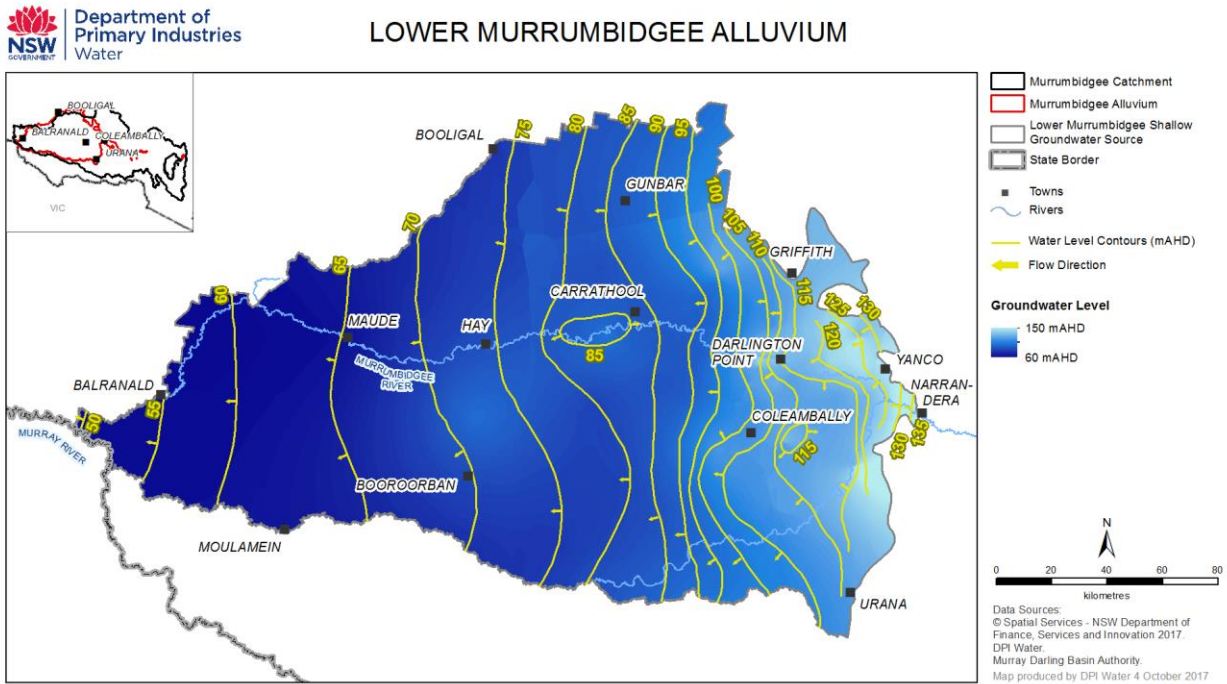 NSW
GOVERNMENT
Department of
Primary Industries
Water
LOWER MURRUMBIDGEE ALLUVIUM
BOOLIGAL
BALRANALD
COLEAMBALLY
URANA
VIC
BOOLIGAL
75
80
85
90
95
GUNBAR
100
105
110
GRIFFITH
70
65
60
115
125
130
120
CARRATHOOL
85
MAUDE
HAY
MURRUMBIDGEE
RIVER
DARLINGTON
POINT
YANCO
NARRAN-
DERA
BALRANALD
55
50
MURRAY RIVER
COLEAMBALLY
115
130
135
BOOROORBAN
MOULAMEIN
URANA
Murrumbidgee Catchment
Murrumbidgee Alluvium
Lower Murrumbidgee Shallow
Groundwater Source
State Border
Towns
Rivers
Water Level Contours (mAHD)
Flow Direction
Groundwater Level
150 mAHD
60 mAHD
N
0 20 40 60 80
kilometres
Data Sources:
© Spatial Services - NSW Department of
Finance, Services and Innovation 2017.
DPI Water.
Murray Darling Basin Authority.
Map produced by DPI Water 4 October 2017